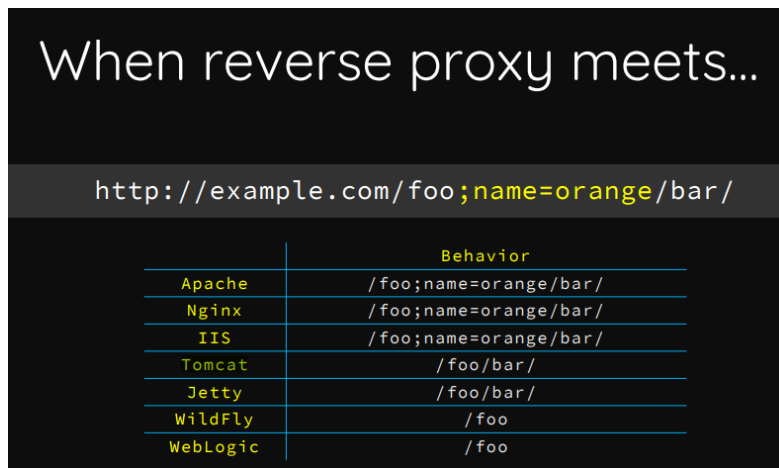 When reverse proxy meets...
http://example.com/foo;name=orange/bar/
Behavior
Apache /foo;name=orange/bar/
Nginx /foo;name=orange/bar/
IIS /foo;name=orange/bar/
Tomcat /foo/bar/
Jetty /foo/bar/
WildFly /foo
WebLogic /foo